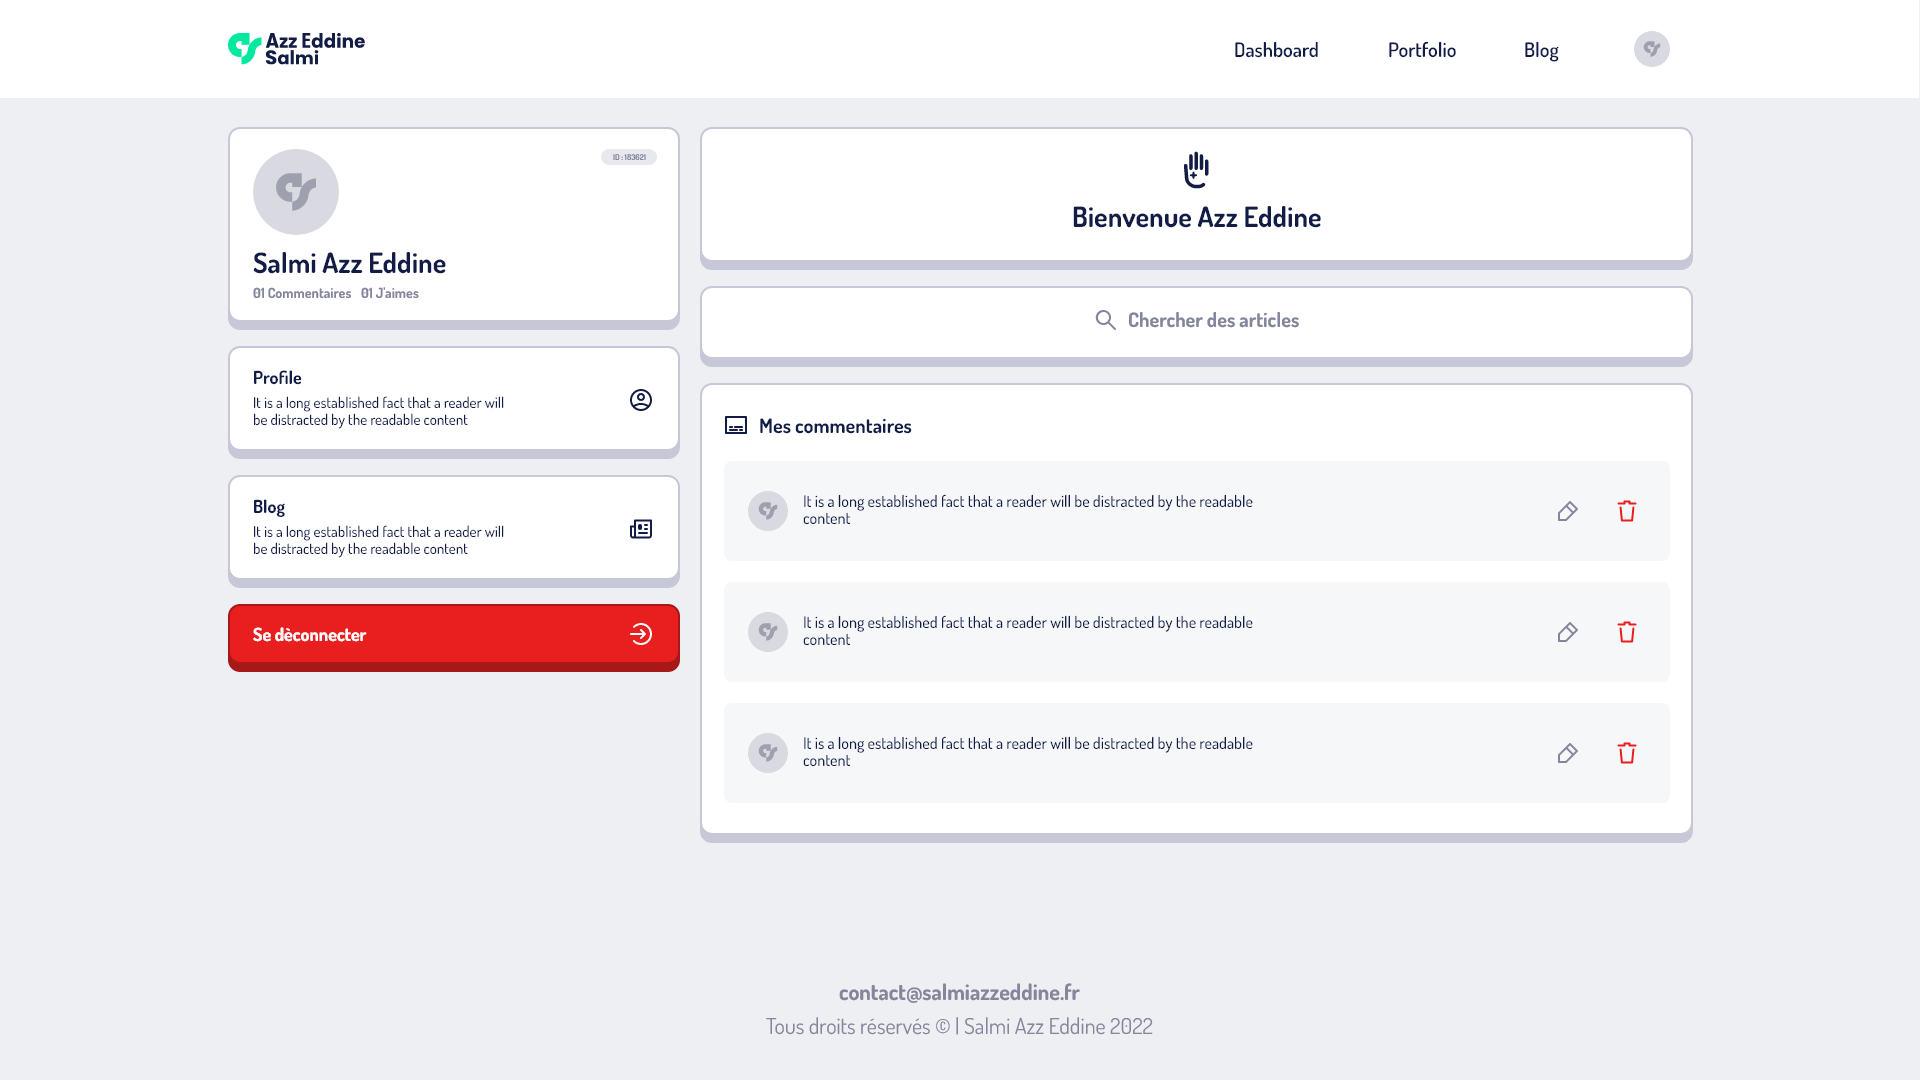 Azz Eddine
Salmi
Dashboard
Portfolio
Blog
ID : 183621
Salmi Azz Eddine
01 Commentaires 01 J'aimes
Profile
It is a long established fact that a reader will
be distracted by the readable content
Blog
It is a long established fact that a reader will
be distracted by the readable content
Se dèconnecter
Bienvenue Azz Eddine
Chercher des articles
Mes commentaires
It is a long established fact that a reader will be distracted by the readable
content
It is a long established fact that a reader will be distracted by the readable
content
It is a long established fact that a reader will be distracted by the readable
content
contact@salmiazzeddine.fr
Tous droits réservés © | Salmi Azz Eddine 2022